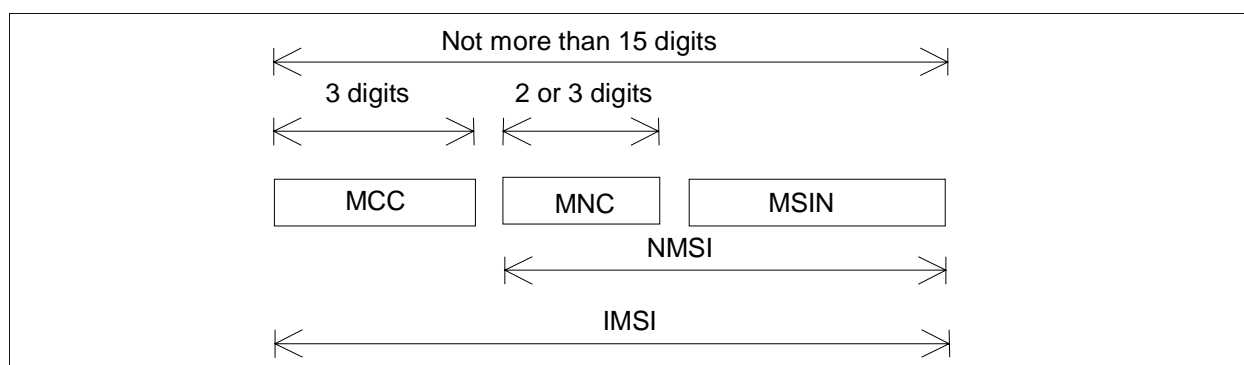 Not more than 15 digits
3 digits 2 or 3 digits
MCC MNC MSIN
NMSI
IMSI